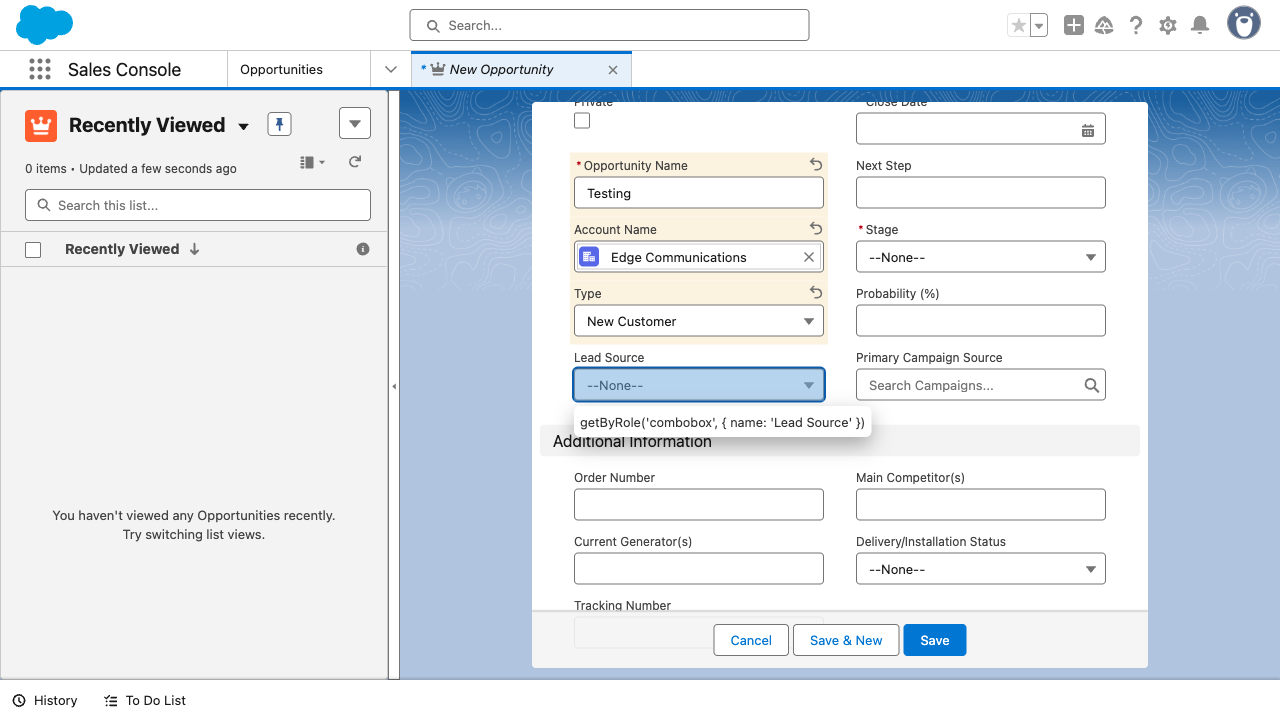 Search...
Sales Console
Opportunities
* New Opportunity
Recently Viewed
0 items • Updated a few seconds ago
Search this list...
Recently Viewed
You haven't viewed any Opportunities recently.
Try switching list views.
Private
Close Date
* Opportunity Name
Testing
Next Step
Account Name
Edge Communications
* Stage
--None--
Type
New Customer
Probability (%)
Lead Source
--None--
Primary Campaign Source
Search Campaigns...
getByRole('combobox', { name: 'Lead Source' })
Additional Information
Order Number
Main Competitor(s)
Current Generator(s)
Delivery/Installation Status
--None--
Tracking Number
Cancel
Save & New
Save
History
To Do List